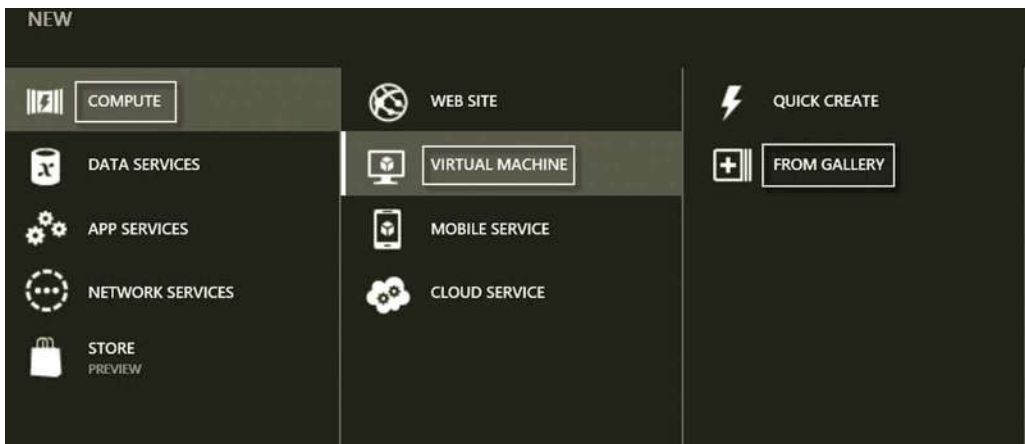 NEW
COMPUTE
DATA SERVICES
APP SERVICES
NETWORK SERVICES
STORE
PREVIEW
WEB SITE
VIRTUAL MACHINE
MOBILE SERVICE
CLOUD SERVICE
QUICK CREATE
FROM GALLERY